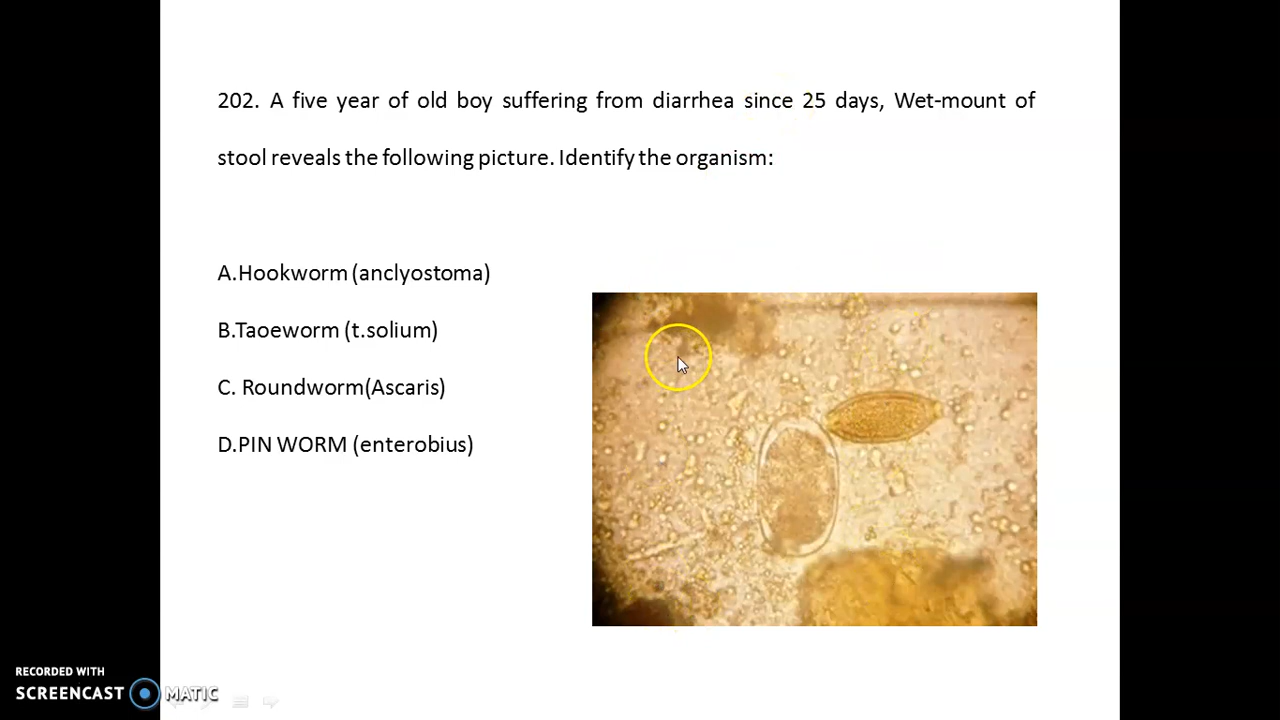 202. A five year of old boy suffering from diarrhea since 25 days, Wet-mount of
stool reveals the following picture. Identify the organism:
A.Hookworm (anclyostoma)
B.Taoeworm (t.solium)
C. Roundworm(Ascaris)
D.PIN WORM (enterobius)
RECORDED WITH
SCREENCAST MATIC